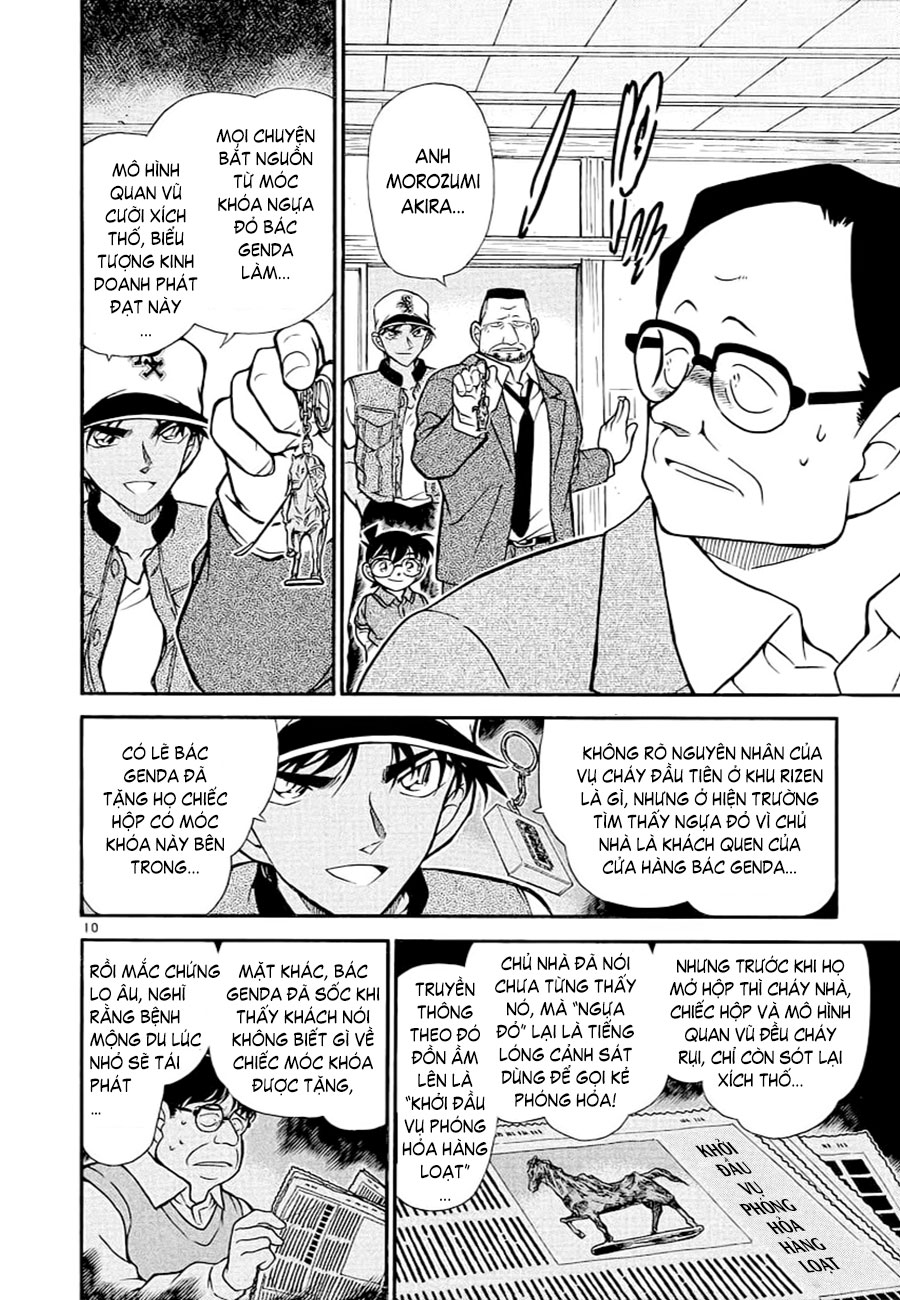 ANH
MOROZUMI
AKIRA...
MỌI CHUYỆN
BẮT NGUỒN
TỪ MÓC
KHÓA NGỰA
ĐỎ BÁC
GENDA
LÀM...
MÔ HÌNH
QUAN VŨ
CƯỜI XÍCH
THỐ, BIỂU
TƯỢNG KINH
DOANH PHÁT
ĐẠT NÀY
...
KHÔNG RÕ NGUYÊN NHÂN CỦA
VỤ CHÁY ĐẦU TIÊN Ở KHU RIZEN
LÀ GÌ, NHƯNG Ở HIỆN TRƯỜNG
TÌM THẤY NGỰA ĐỎ VÌ CHỦ
NHÀ LÀ KHÁCH QUEN CỦA
CỬA HÀNG BÁC GENDA...
CÓ LẼ BÁC
GENDA ĐÃ
TẶNG HỌ CHIẾC
HỘP CÓ MÓC
KHÓA NÀY BÊN
TRONG...
10
NHƯNG TRƯỚC KHI HỌ
MỞ HỘP THÌ CHÁY NHÀ,
CHIẾC HỘP VÀ MÔ HÌNH
QUAN VŨ ĐỀU CHÁY
RỤI, CHỈ CÒN SÓT LẠI
XÍCH THỐ...
CHỦ NHÀ ĐÃ NÓI
CHƯA TỪNG THẤY
NÓ, MÀ “NGỰA
ĐỎ” LẠI LÀ TIẾNG
LÓNG CẢNH SÁT
DÙNG ĐỂ GỌI KẺ
PHÓNG HỎA!
TRUYỀN
THÔNG
THEO ĐÓ
ĐỒN ẦM
LÊN LÀ
“KHỞI ĐẦU
VỤ PHÓNG
HỎA HÀNG
LOẠT”
...
KHỞI
ĐẦU
VỤ
PHÓNG
HỎA
HÀNG
LOẠT
MẶT KHÁC, BÁC
GENDA ĐÃ SỐC KHI
THẤY KHÁCH NÓI
KHÔNG BIẾT GÌ VỀ
CHIẾC MÓC KHÓA
ĐƯỢC TẶNG,
RỒI MẮC CHỨNG
LO ÂU, NGHĨ
RẰNG BỆNH
MỘNG DU LÚC
NHỎ SẼ TÁI
PHÁT
...